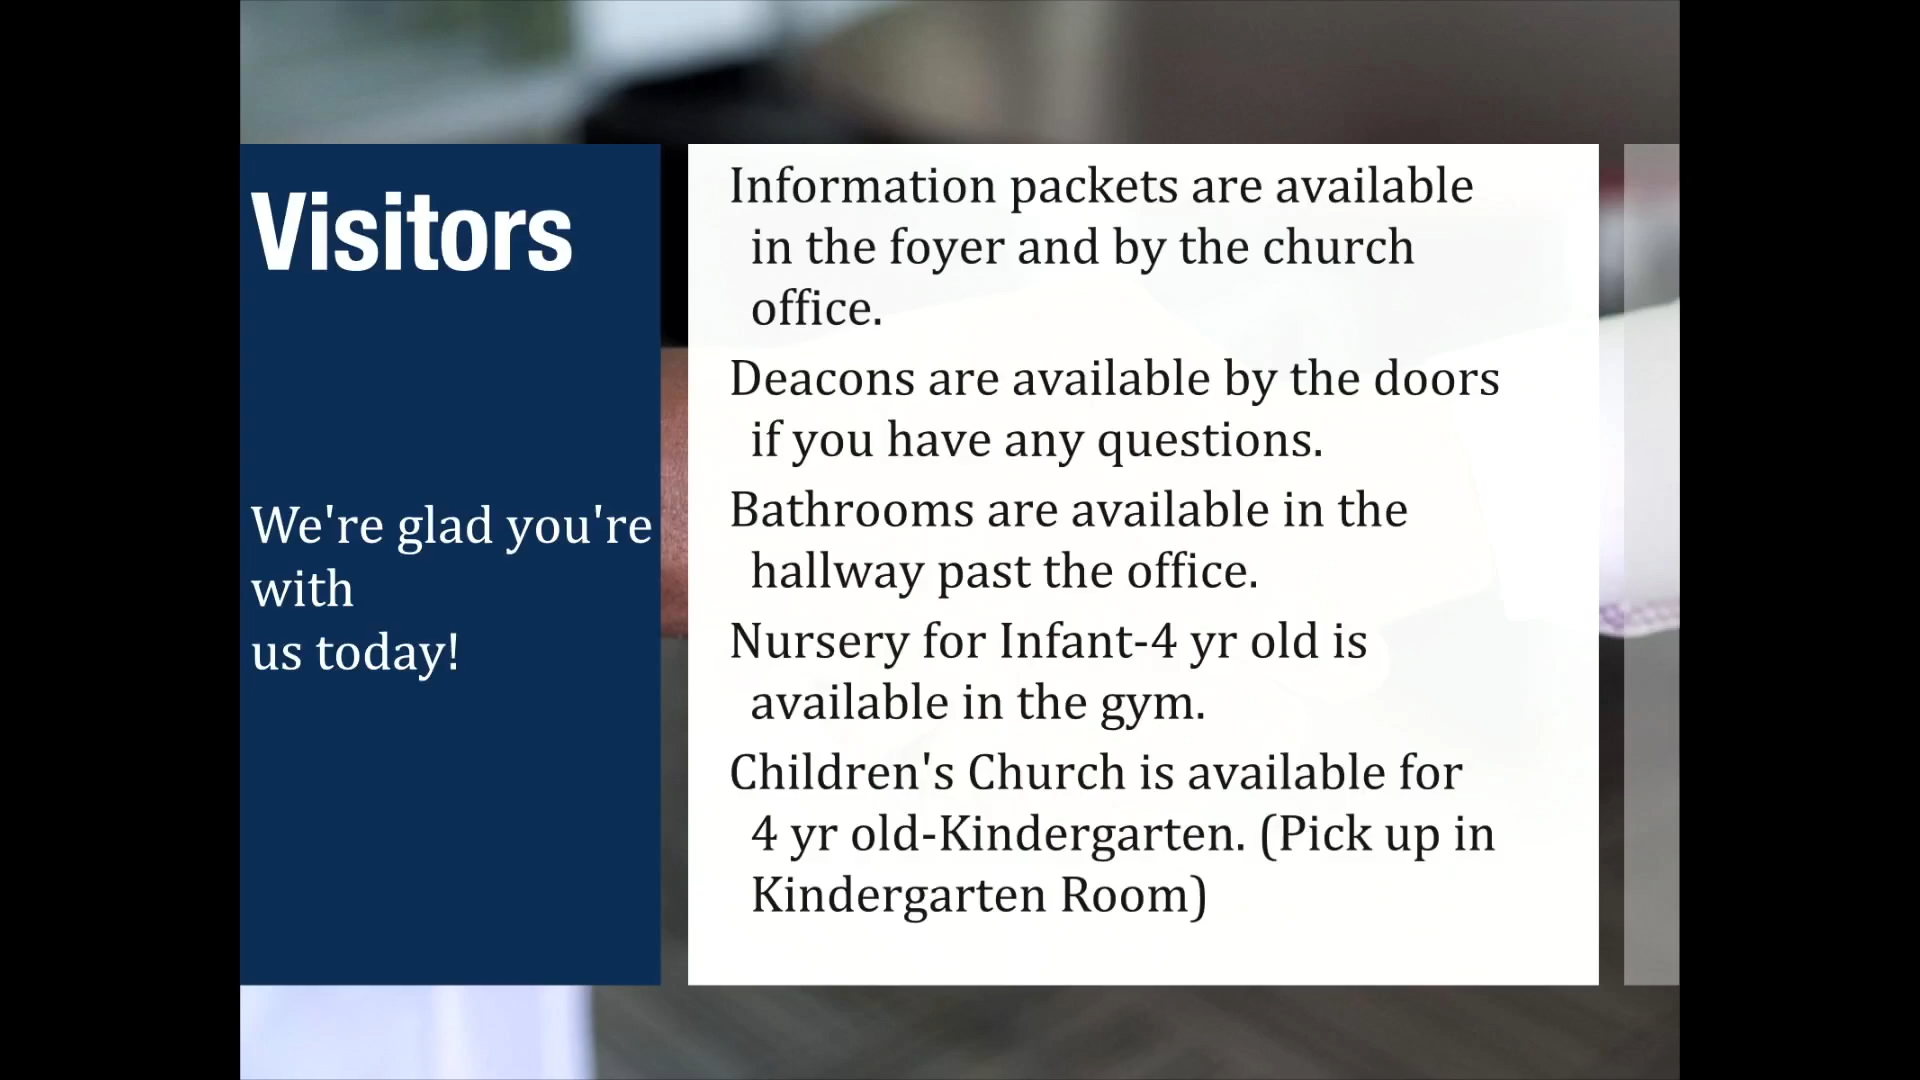 Visitors
We're glad you're
with
us today!
Information packets are available
in the foyer and by the church
office.
Deacons are available by the doors
if you have any questions.
Bathrooms are available in the
hallway past the office.
Nursery for Infant-4 yr old is
available in the gym.
Children's Church is available for
4 yr old-Kindergarten. (Pick up in
Kindergarten Room)